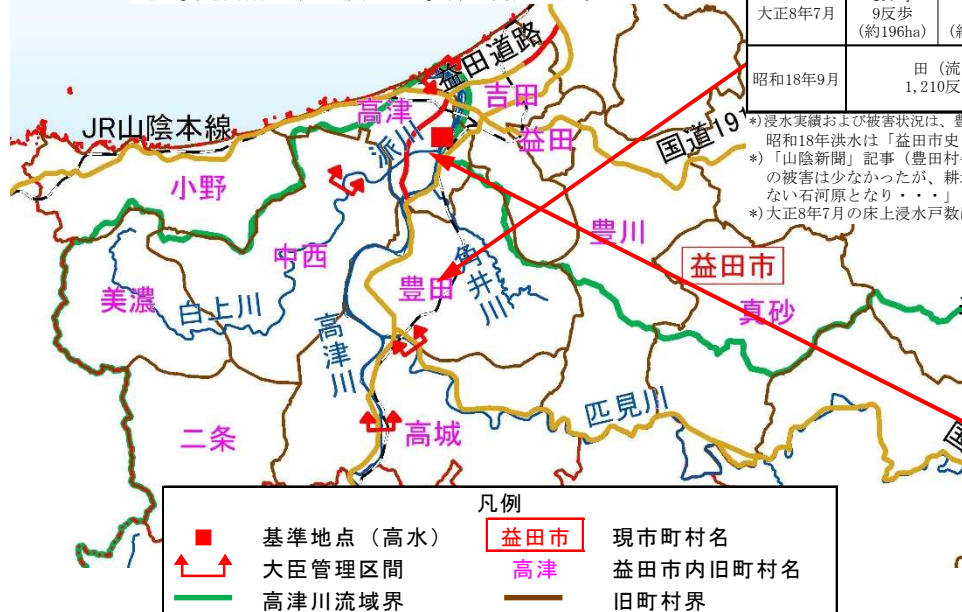 大正8年7月
9反歩
(約196ha)
昭和18年9月
田（流
1,210反
*)浸水実績および被害状況は、豊
昭和18年洪水は「益田市史
*)「山陰新聞」記事（豊田村
の被害は少なかったが、耕
ない石河原となり・・・」
*)大正8年7月の床上浸水戸数
益田道路
JR山陰本線
高津
吉田
益田
国道191
派川
小野
中西
豊川
角井川
豊田
益田市
美濃
白上川
真砂
高津川
匹見川
二条
高城
凡例
基準地点（高水）
益田市
現市町村名
大臣管理区間
高津
益田市内旧町村名
高津川流域界
旧町村界